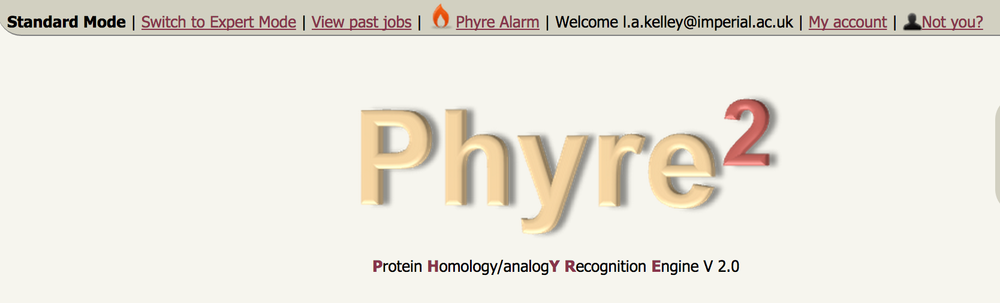 Standard Mode | Switch to Expert Mode | View past jobs | Phyre Alarm | Welcome l.a.kelley@imperial.ac.uk | My account | Not you?
Phyre2
Protein Homology/analogY Recognition Engine V 2.0